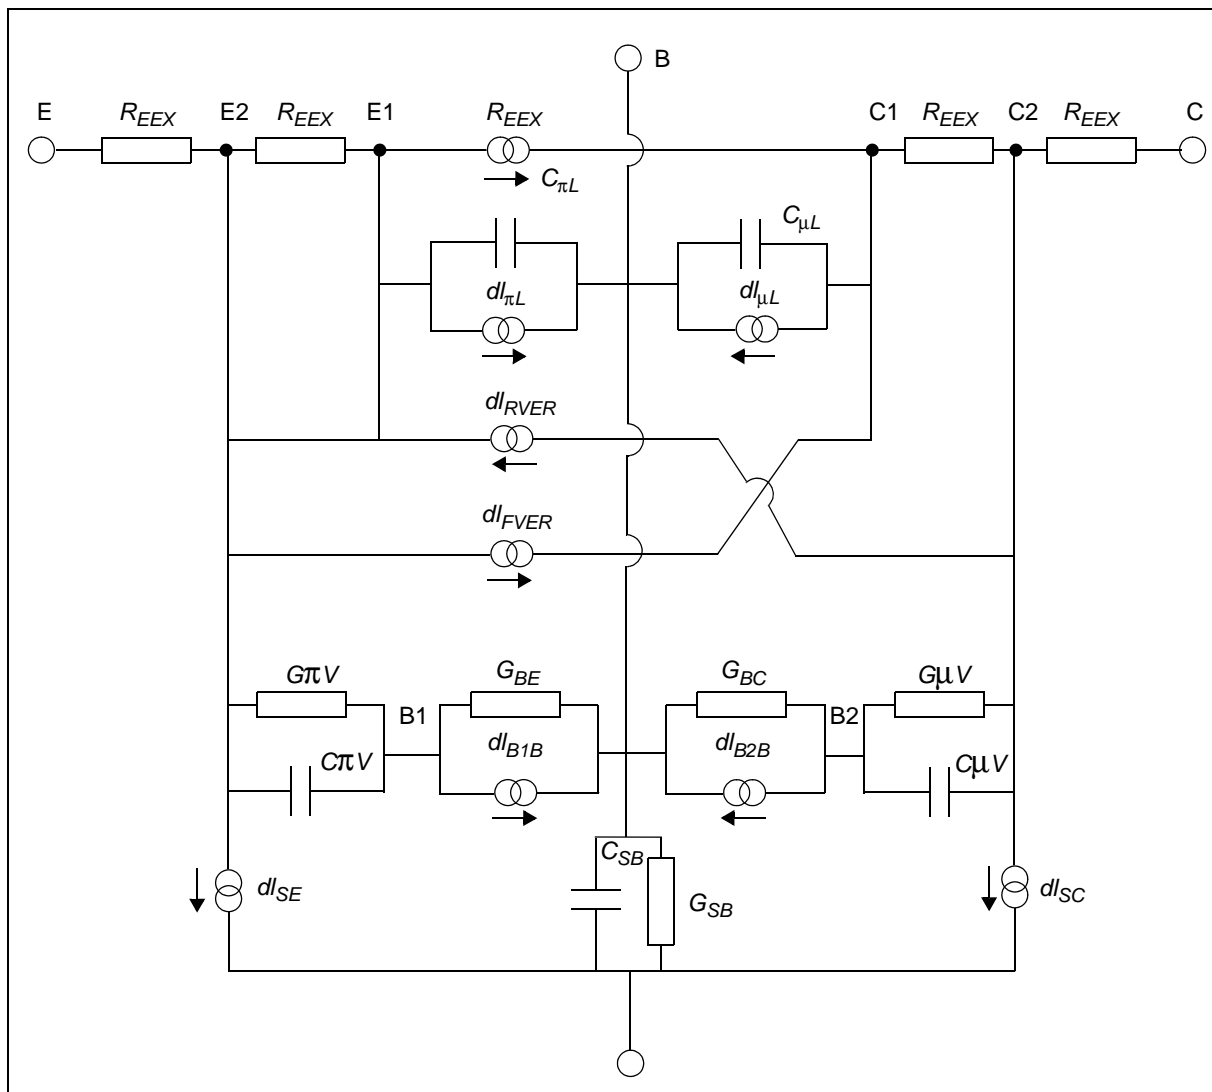 B
E
R_EEX
E2
R_EEX
E1
R_EEX
C1
R_EEX
C2
R_EEX
C
C_πL
C_μL
dI_πL
dI_μL
dI_RVER
dI_FVER
GπV
G_BE
G_BC
GμV
B1
B2
CπV
dI_B1B
dI_B2B
CμV
C_SB
dI_SE
G_SB
dI_SC